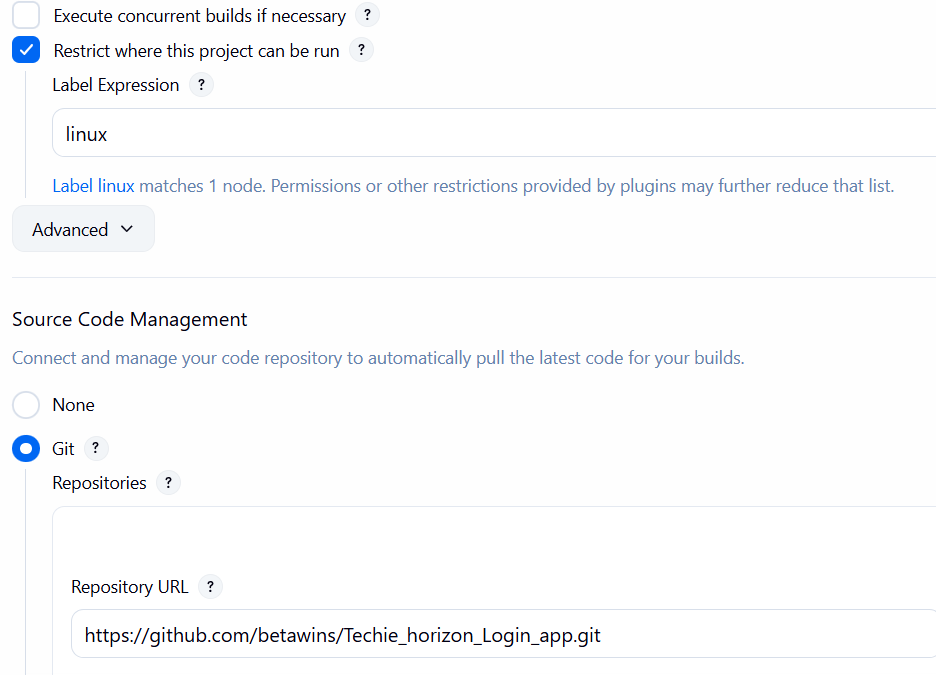 Execute concurrent builds if necessary ?
Restrict where this project can be run ?
Label Expression ?
linux
Label linux matches 1 node. Permissions or other restrictions provided by plugins may further reduce that list.
Advanced
Source Code Management
Connect and manage your code repository to automatically pull the latest code for your builds.
None
Git ?
Repositories ?
Repository URL ?
https://github.com/betawins/Techie_horizon_Login_app.git